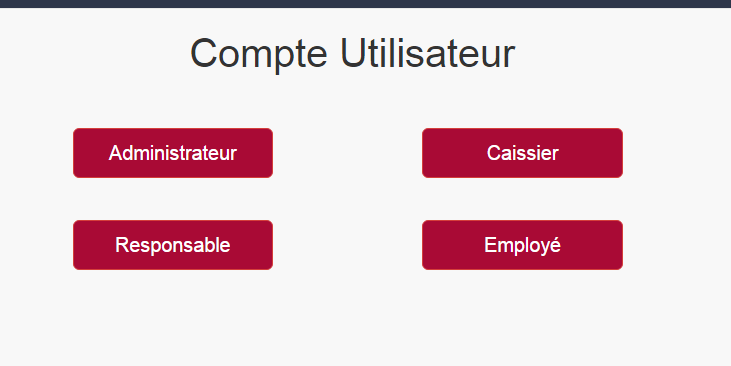 Compte Utilisateur
Administrateur
Caissier
Responsable
Employé